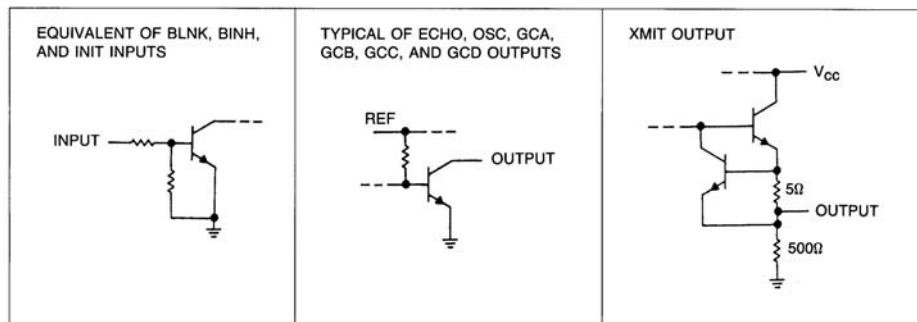 EQUIVALENT OF BLNK, BINH,
AND INIT INPUTS
INPUT
TYPICAL OF ECHO, OSC, GCA,
GCB, GCC, AND GCD OUTPUTS
REF
OUTPUT
XMIT OUTPUT
VCC
5Ω
OUTPUT
500Ω